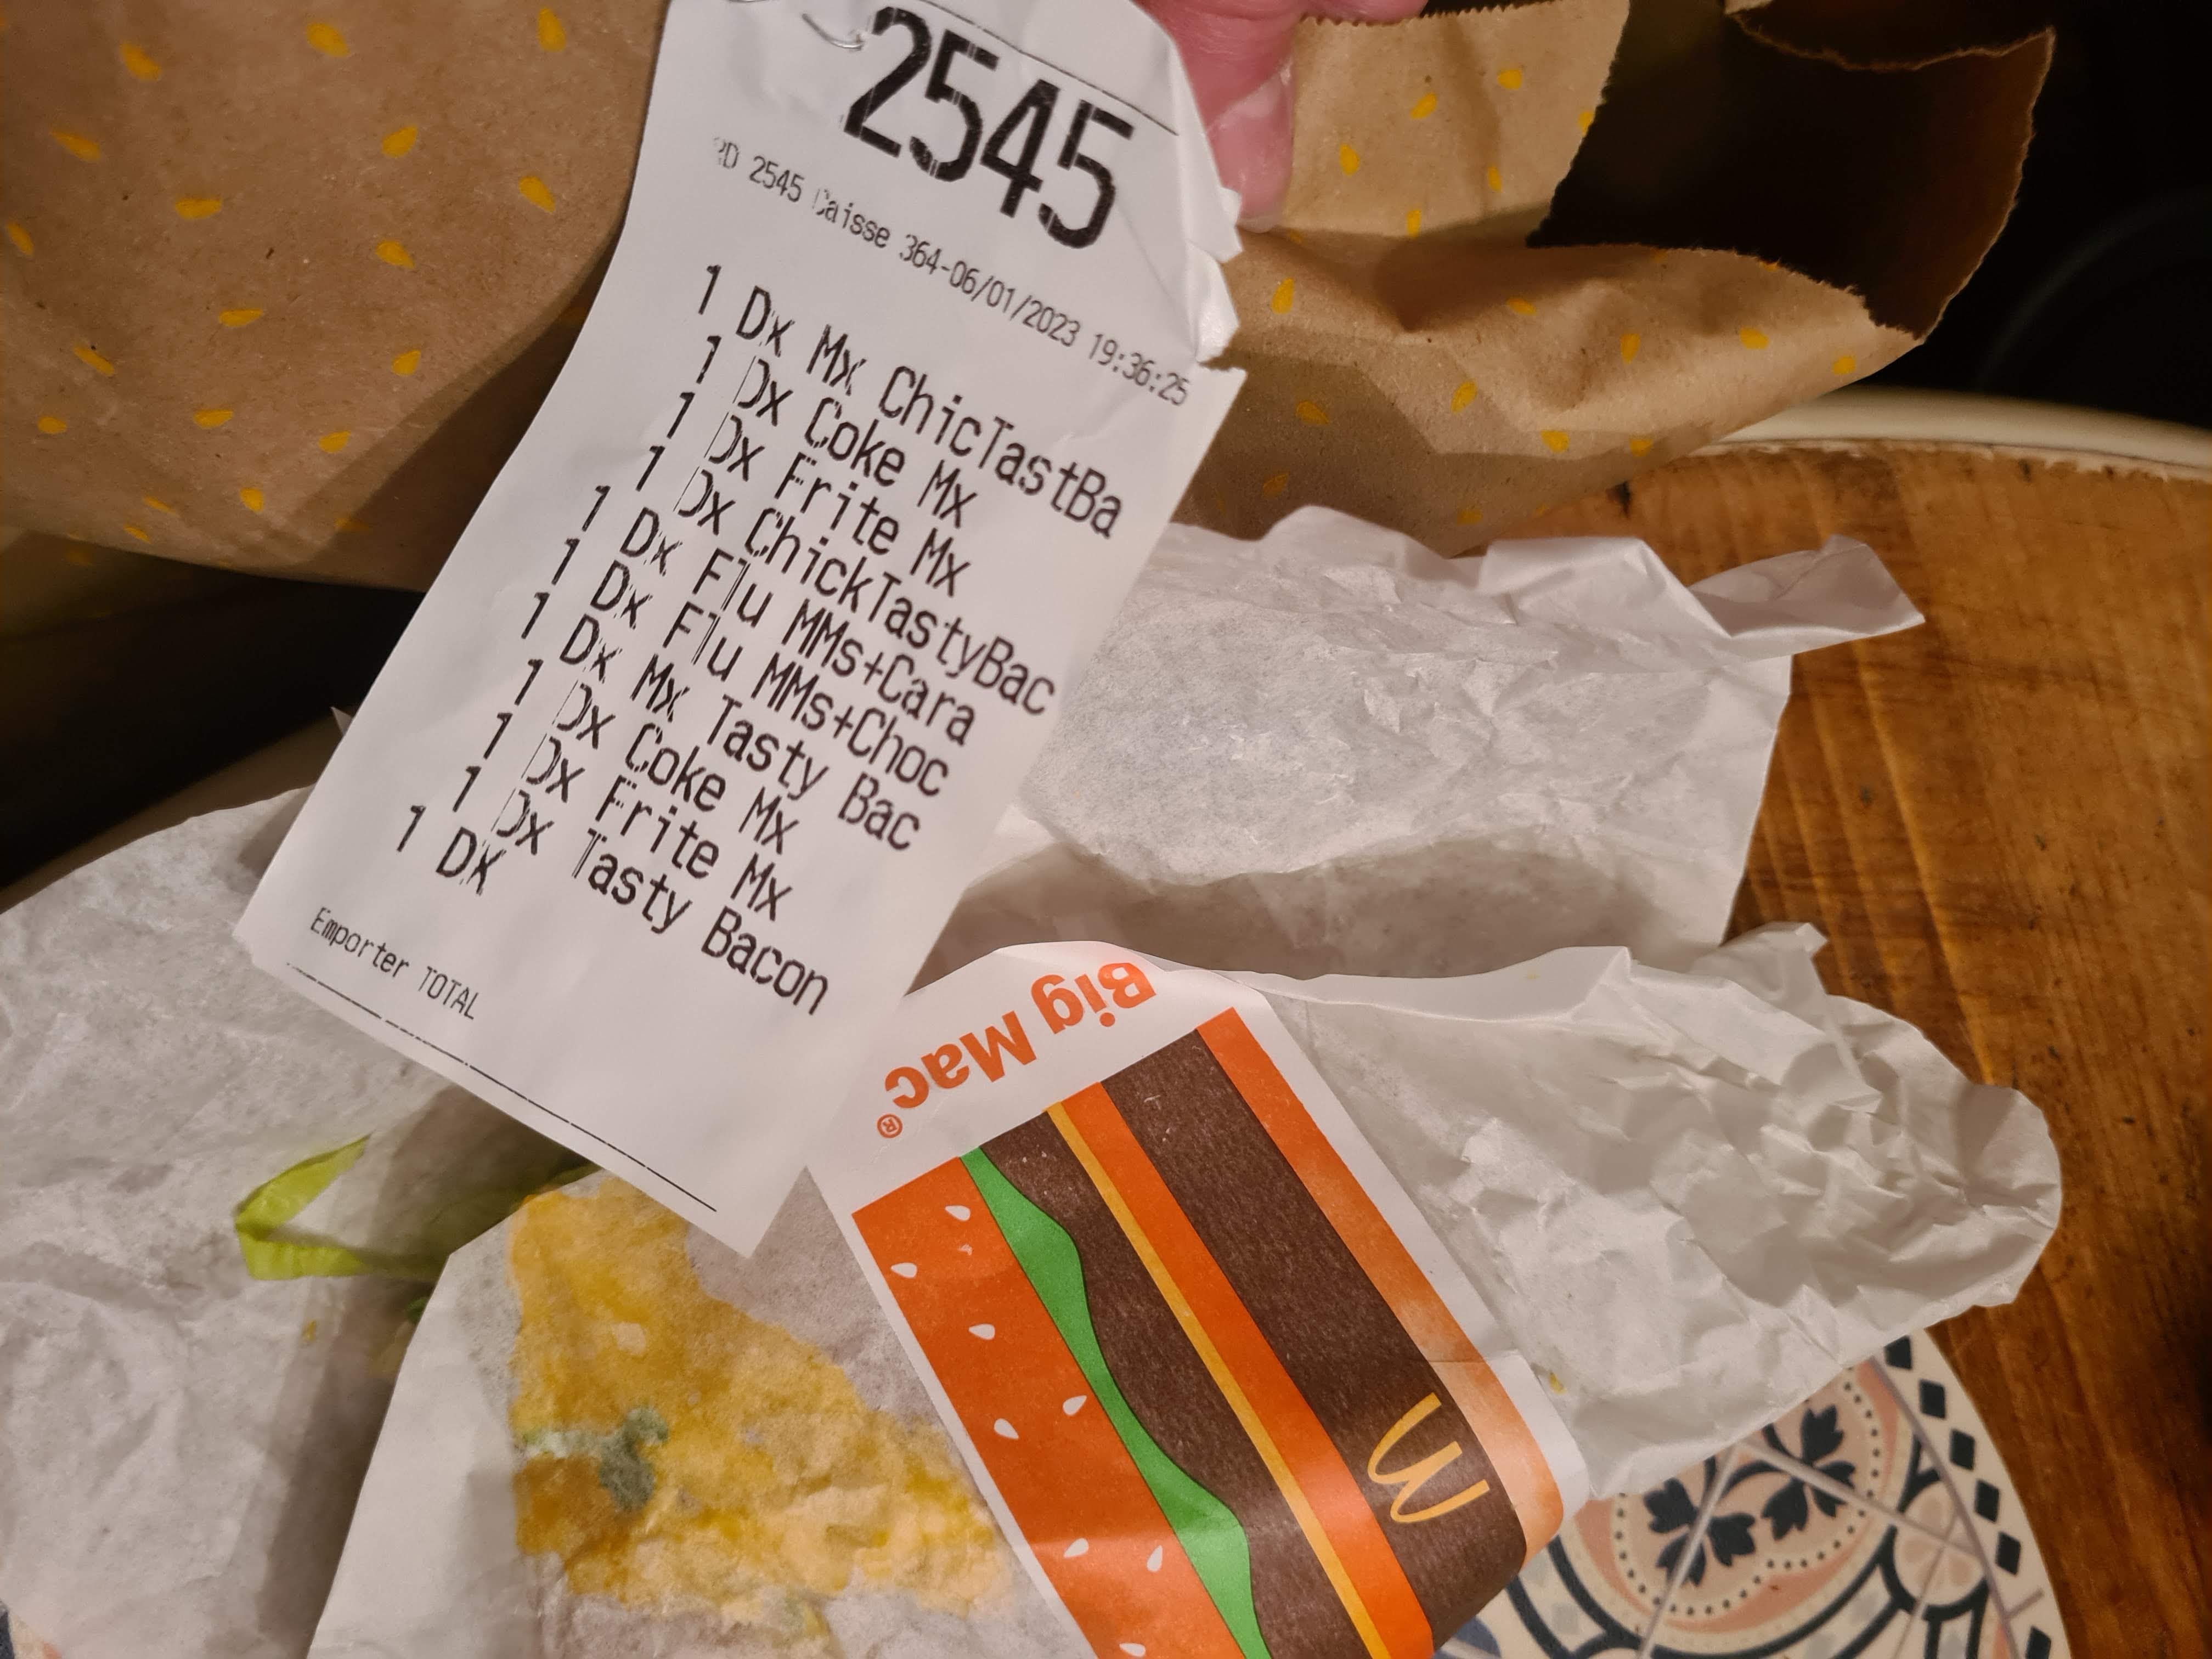 2545
RD 2545 Caisse 364-06/01/2023 19:36:25
1 Dx Mx ChicTastBa
1 Dx Coke Mx
1 Dx Frite Mx
1 Dx ChickTastyBac
1 Dx Flu MMs+Cara
1 Dx Flu MMs+Choc
1 Dx Mx Tasty Bac
1 Dx Coke Mx
1 Dx Frite Mx
1 Dx Tasty Bacon
1 DX
Emporter TOTAL
Big Mac®